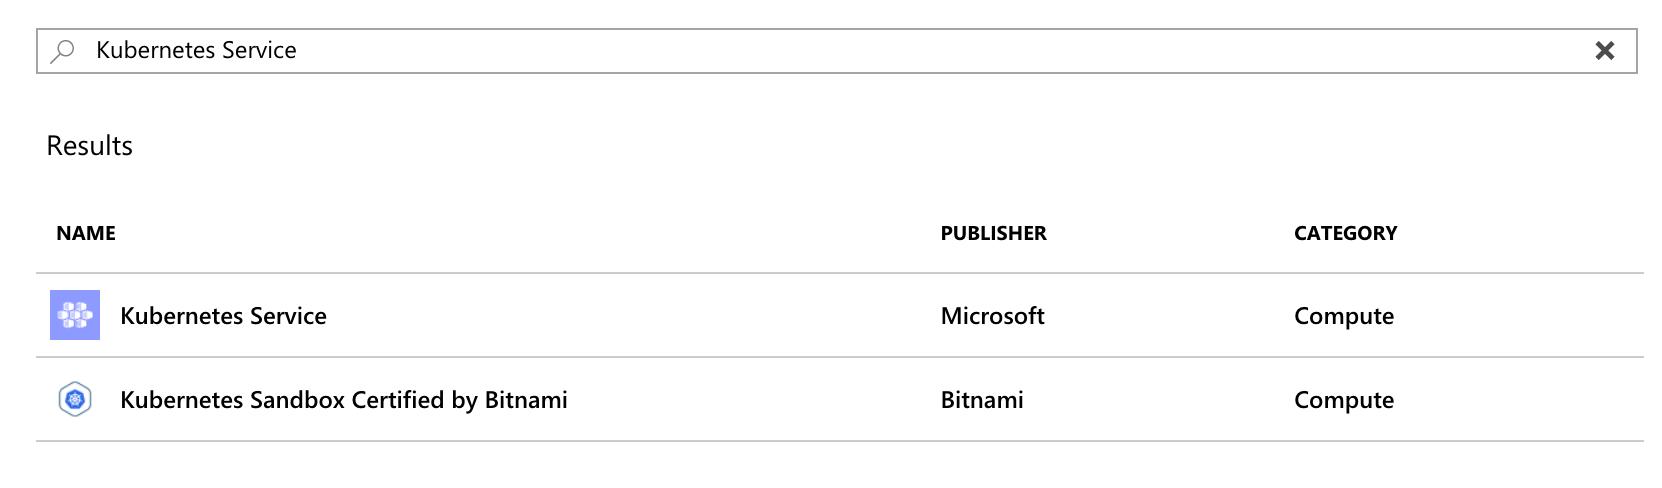 Kubernetes Service
Results
NAME PUBLISHER CATEGORY
Kubernetes Service Microsoft Compute
Kubernetes Sandbox Certified by Bitnami Bitnami Compute